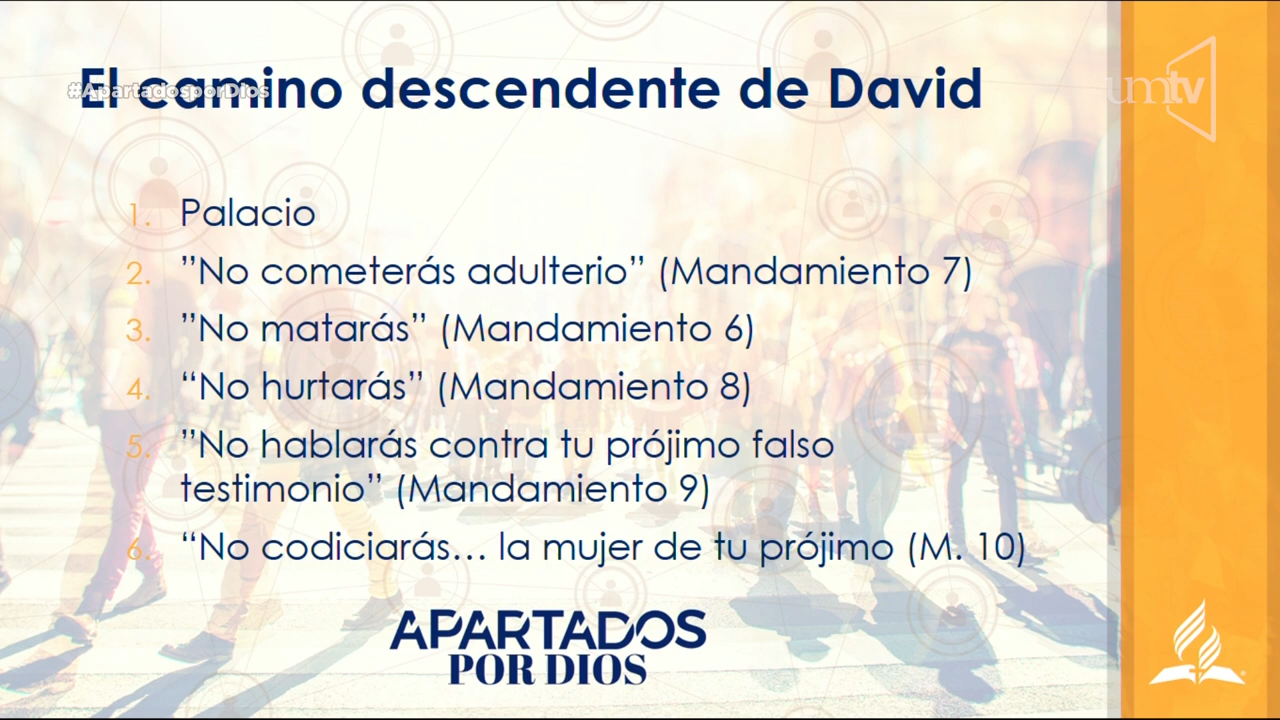 El camino descendente de David
#ApartadosporDios
umtv
1. Palacio
2. ”No cometerás adulterio” (Mandamiento 7)
3. ”No matarás” (Mandamiento 6)
4. “No hurtarás” (Mandamiento 8)
5. ”No hablarás contra tu prójimo falso
testimonio” (Mandamiento 9)
6. “No codiciarás... la mujer de tu prójimo (M. 10)
APARTADOS
POR DIOS